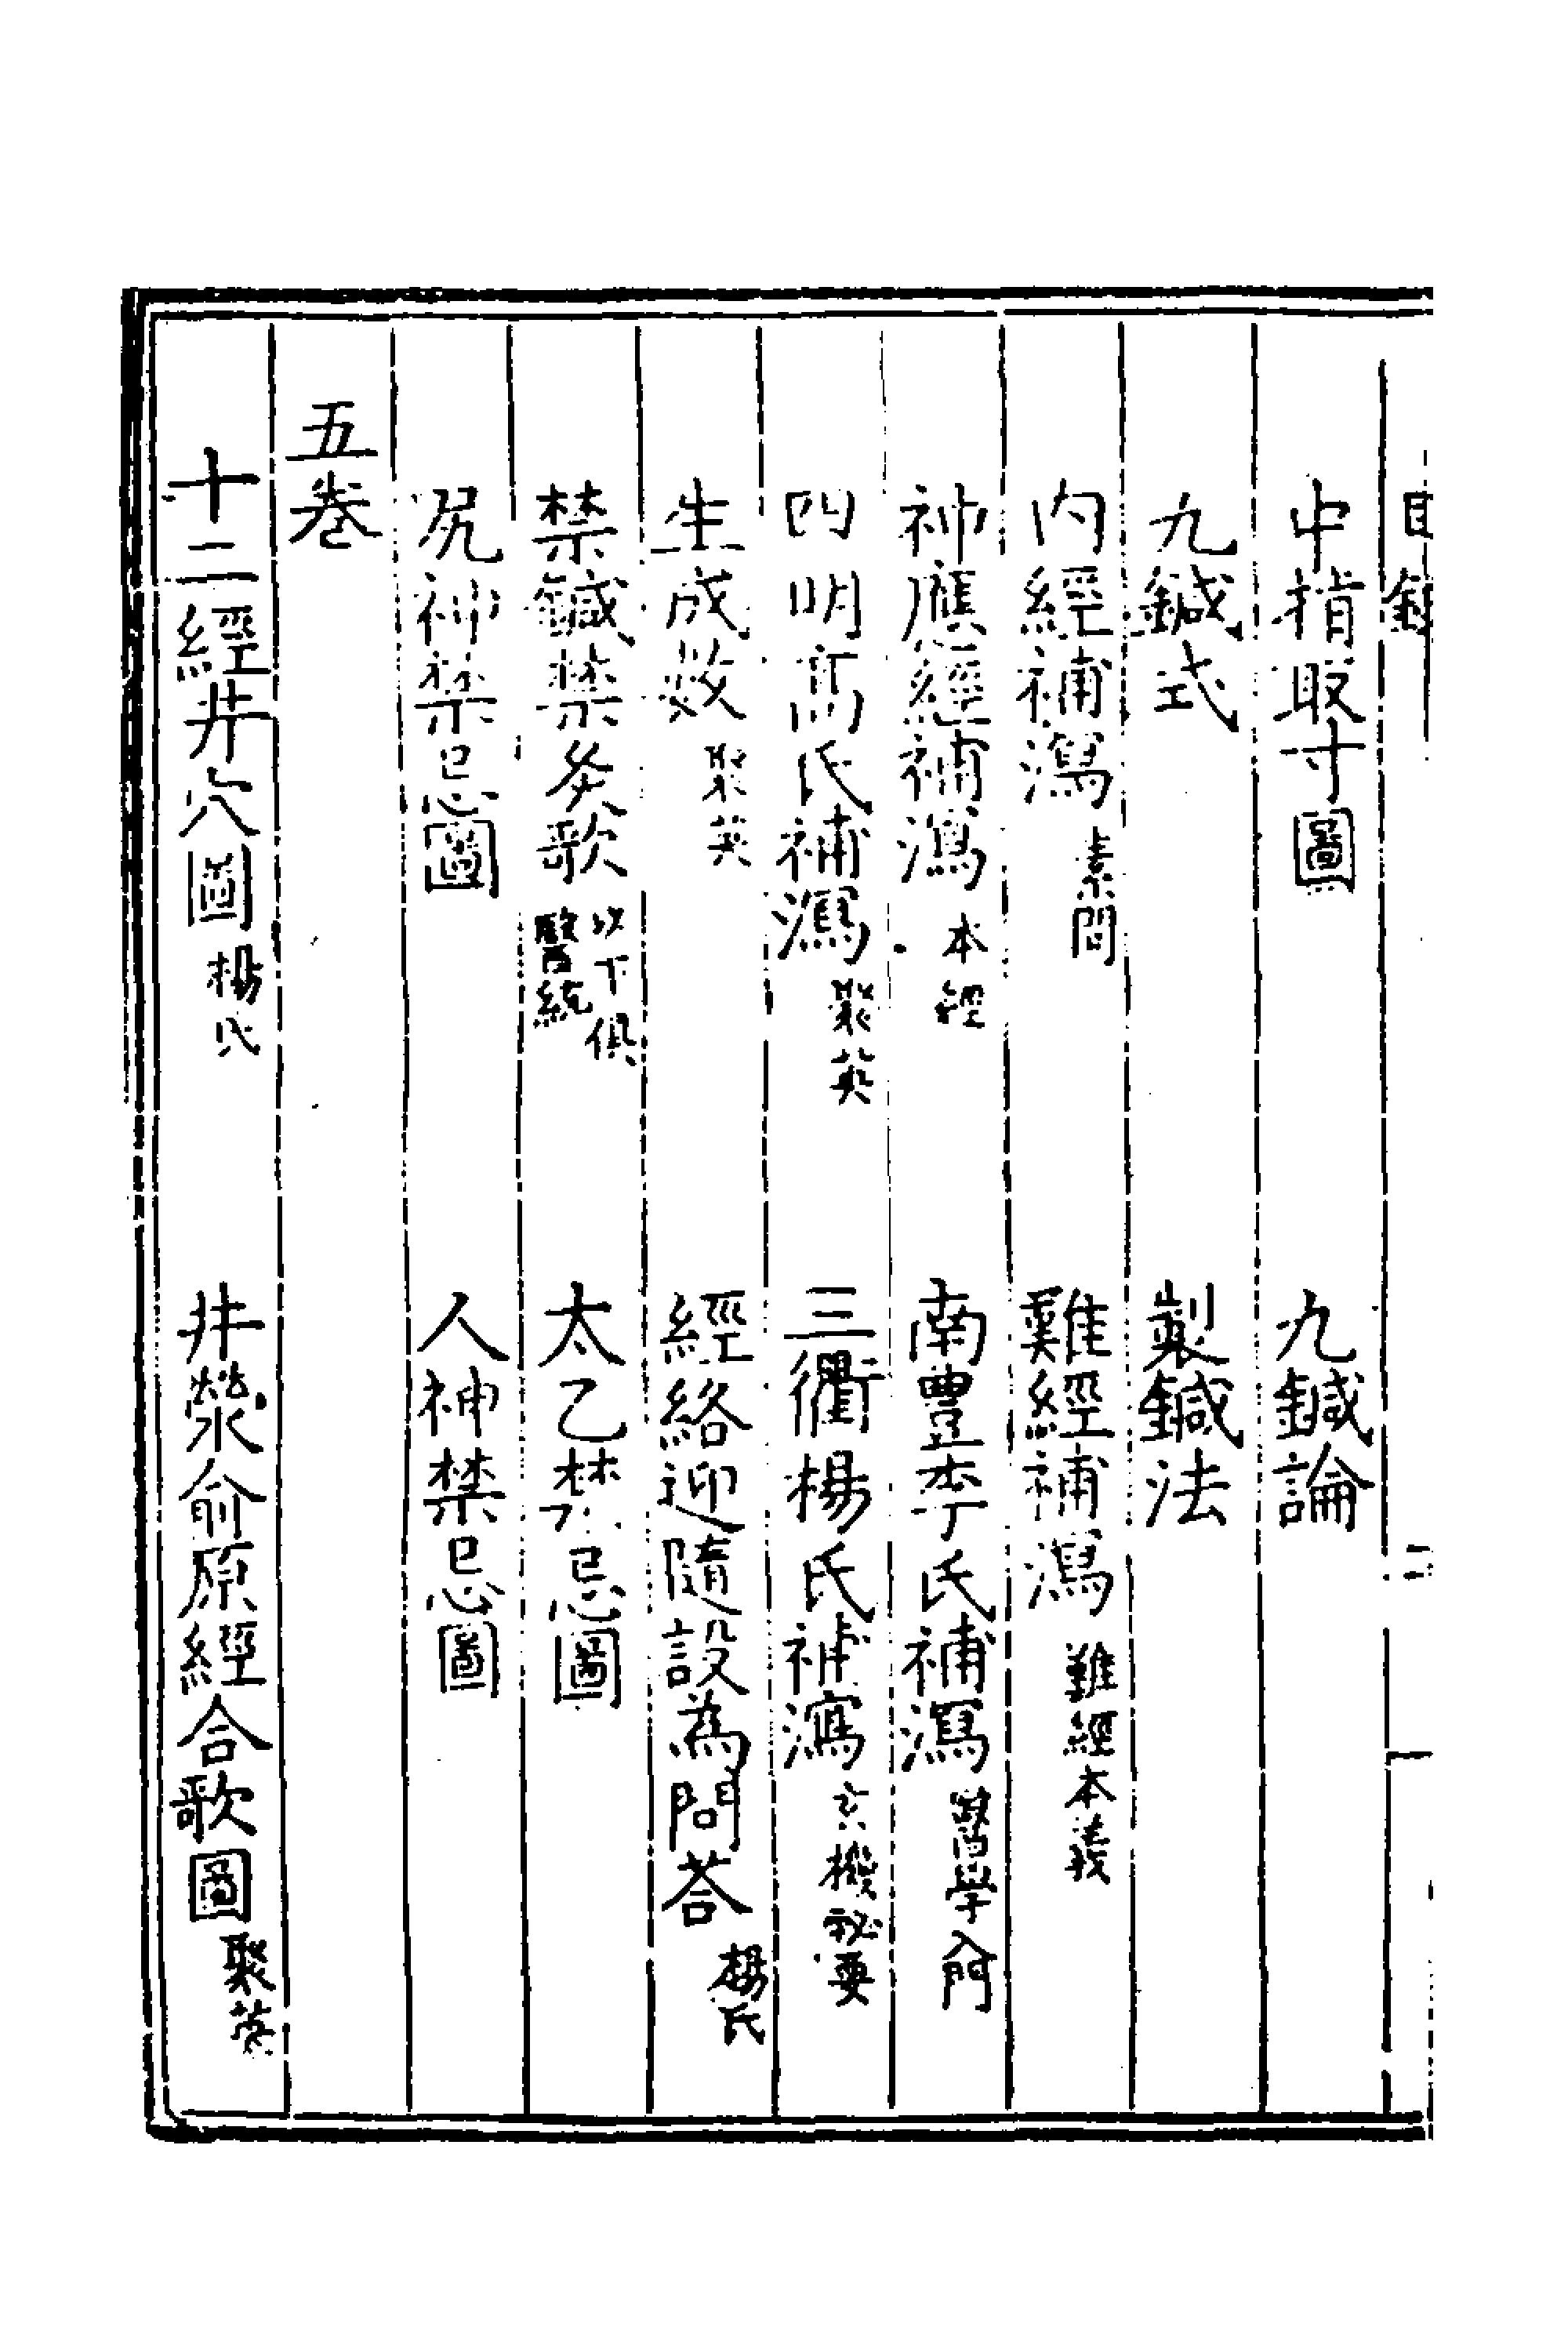 目錄 二
中指取寸圖 九鍼論
九鍼式 製鍼法
内經補瀉 素問 難經補瀉 難經本義
神應經補瀉 本經 南豐李氏補瀉 醫學入門
四明高氏補瀉 聚英 三衢楊氏補瀉 玄機祕要
生成数 聚英 經絡迎隨設為問荅 楊氏
禁鍼禁灸歌 以下俱醫統 太乙禁忌圖
尻神禁忌圖 人神禁忌圖
五卷
十二經井穴圖 楊氏 井滎俞原經合歌圖 聚英